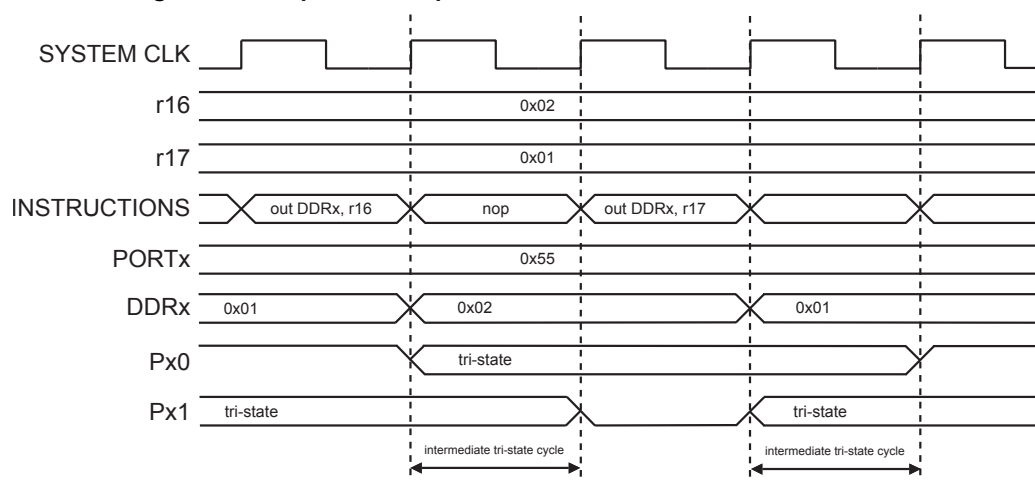 SYSTEM CLK
r16 0x02
r17 0x01
INSTRUCTIONS out DDRx, r16 nop out DDRx, r17
PORTx 0x55
DDRx 0x01 0x02 0x01
Px0 tri-state
Px1 tri-state tri-state
intermediate tri-state cycle intermediate tri-state cycle